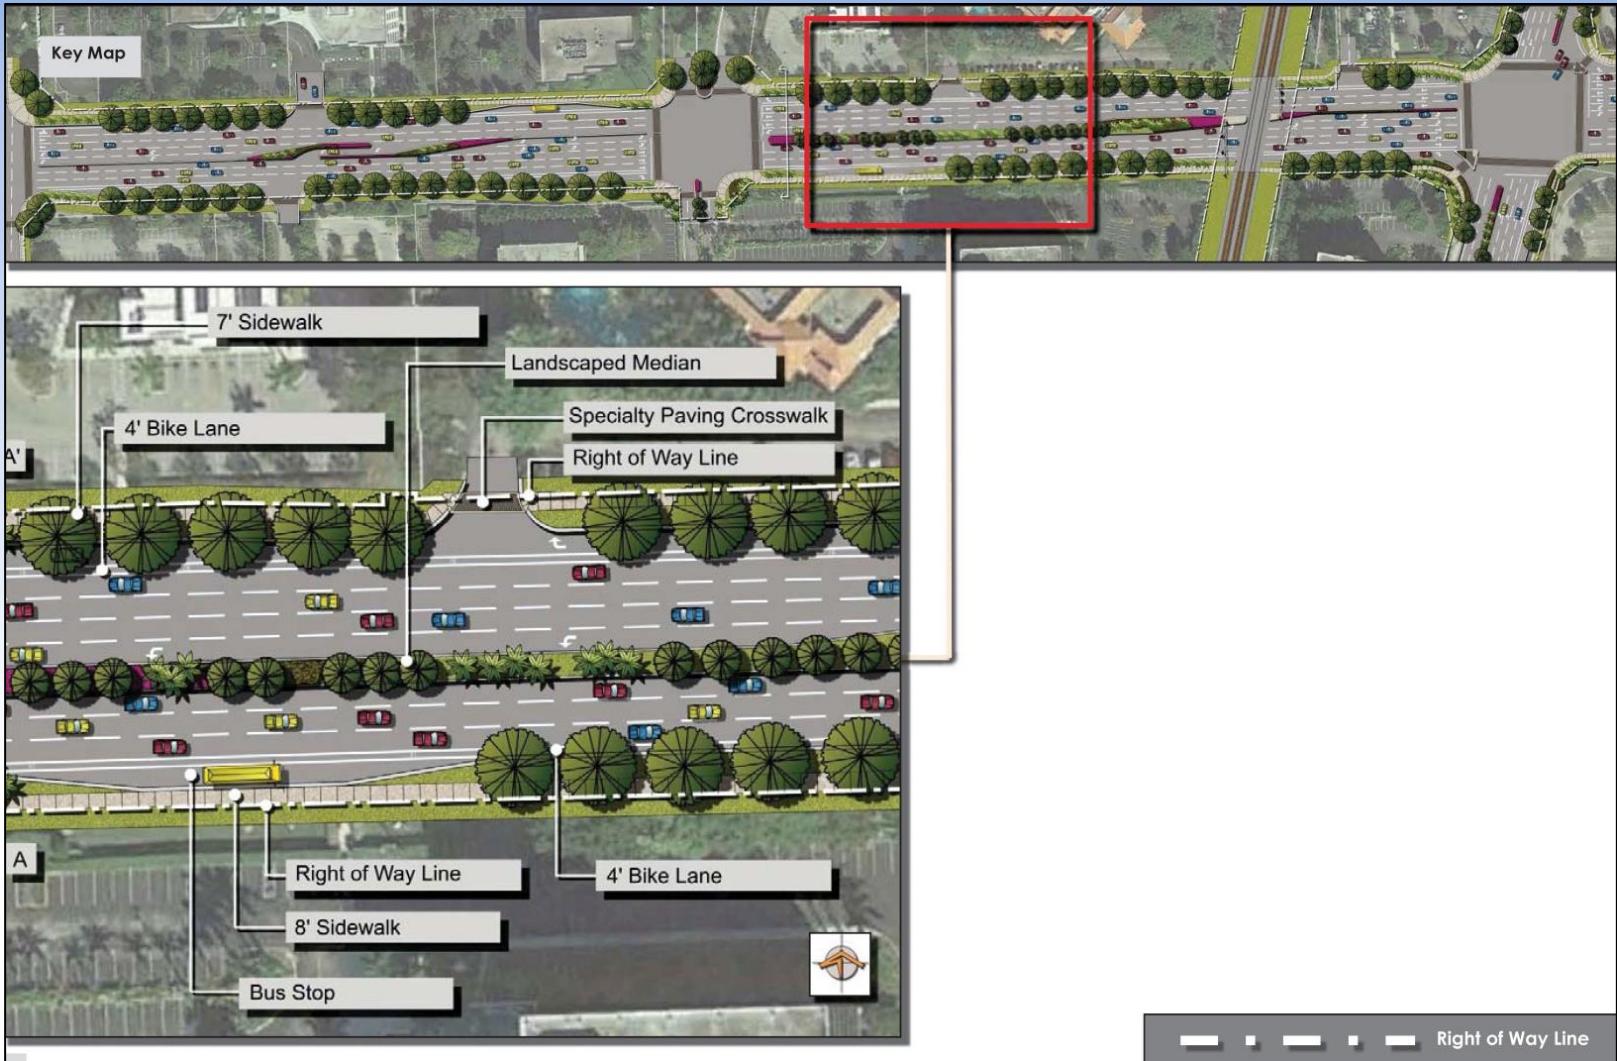 Key Map
7' Sidewalk
Landscaped Median
4' Bike Lane
Specialty Paving Crosswalk
A'
Right of Way Line
A
Right of Way Line
4' Bike Lane
8' Sidewalk
Bus Stop
Right of Way Line